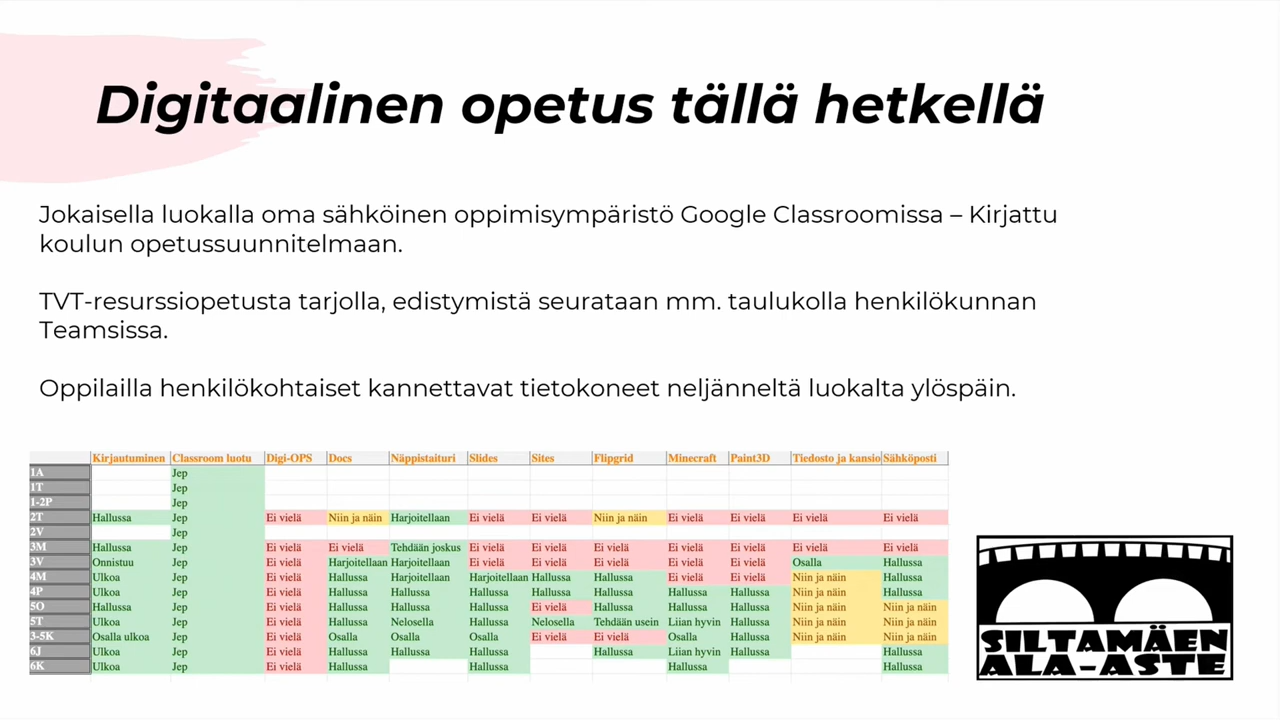 Digitaalinen opetus tällä hetkellä
Jokaisella luokalla oma sähköinen oppimisympäristö Google Classroomissa – Kirjattu
koulun opetussuunnitelmaan.
TVT-resurssiopetusta tarjolla, edistymistä seurataan mm. taulukolla henkilökunnan
Teamsissa.
Oppilailla henkilökohtaiset kannettavat tietokoneet neljänneltä luokalta ylöspäin.
Kirjautuminen Classroom luotu Digi-OPS Docs Näppistaituri Slides Sites Flipgrid Minecraft Paint3D Tiedosto ja kansio Sähköposti
1A Jep
1T Jep
1-2P Jep
2T Hallussa Jep Ei vielä Niin ja näin Harjoitellaan Ei vielä Ei vielä Niin ja näin Ei vielä Ei vielä Ei vielä Ei vielä
2V Jep
3M Hallussa Jep Ei vielä Ei vielä Tehdään joskus Ei vielä Ei vielä Ei vielä Ei vielä Ei vielä Ei vielä Ei vielä
3V Onnistuu Jep Ei vielä Harjoitellaan Harjoitellaan Ei vielä Ei vielä Ei vielä Ei vielä Ei vielä Osalla Hallussa
4M Ulkoa Jep Ei vielä Hallussa Harjoitellaan Harjoitellaan Hallussa Hallussa Ei vielä Ei vielä Niin ja näin Hallussa
4P Ulkoa Jep Ei vielä Hallussa Hallussa Hallussa Hallussa Hallussa Hallussa Hallussa Niin ja näin Hallussa
5O Hallussa Jep Ei vielä Hallussa Hallussa Hallussa Ei vielä Hallussa Hallussa Hallussa Niin ja näin Niin ja näin
5T Ulkoa Jep Ei vielä Hallussa Nelosella Hallussa Nelosella Tehdään usein Liian hyvin Hallussa Niin ja näin Niin ja näin
3-5K Osalla ulkoa Jep Ei vielä Osalla Osalla Osalla Ei vielä Ei vielä Osalla Hallussa Niin ja näin Niin ja näin
6J Ulkoa Jep Ei vielä Hallussa Hallussa Hallussa Hallussa Liian hyvin Hallussa Hallussa
6K Ulkoa Jep Ei vielä Hallussa Hallussa Hallussa Hallussa
SILTAMÄEN
ALA-ASTE